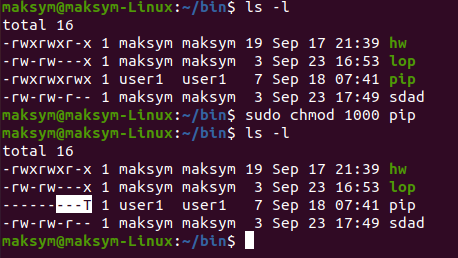 maksym@maksym-Linux:~/bin$ ls -l
total 16
-rwxrwxr-x 1 maksym maksym 19 Sep 17 21:39 hw
-rw-rw---x 1 maksym maksym  3 Sep 23 16:53 lop
-rwxrwxrwx 1 user1  user1   7 Sep 18 07:41 pip
-rw-rw-r-- 1 maksym maksym  3 Sep 23 17:49 sdad
maksym@maksym-Linux:~/bin$ sudo chmod 1000 pip
maksym@maksym-Linux:~/bin$ ls -l
total 16
-rwxrwxr-x 1 maksym maksym 19 Sep 17 21:39 hw
-rw-rw---x 1 maksym maksym  3 Sep 23 16:53 lop
---------T 1 user1  user1   7 Sep 18 07:41 pip
-rw-rw-r-- 1 maksym maksym  3 Sep 23 17:49 sdad
maksym@maksym-Linux:~/bin$